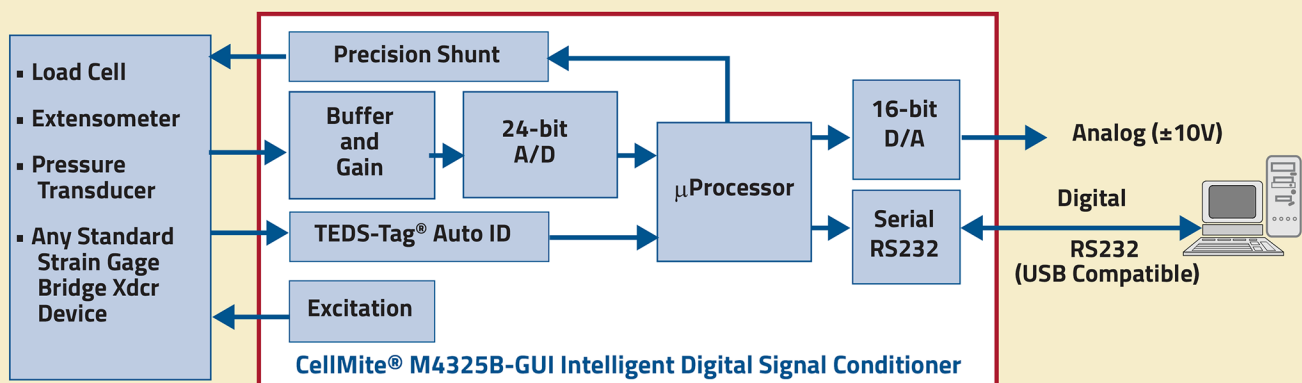 ▪ Load Cell
▪ Extensometer
▪ Pressure
Transducer
▪ Any Standard
Strain Gage
Bridge Xdcr
Device
Precision Shunt
Buffer
and
Gain
24-bit
A/D
TEDS-Tag® Auto ID
Excitation
μProcessor
16-bit
D/A
Serial
RS232
Analog (±10V)
Digital
RS232
(USB Compatible)
CellMite® M4325B-GUI Intelligent Digital Signal Conditioner